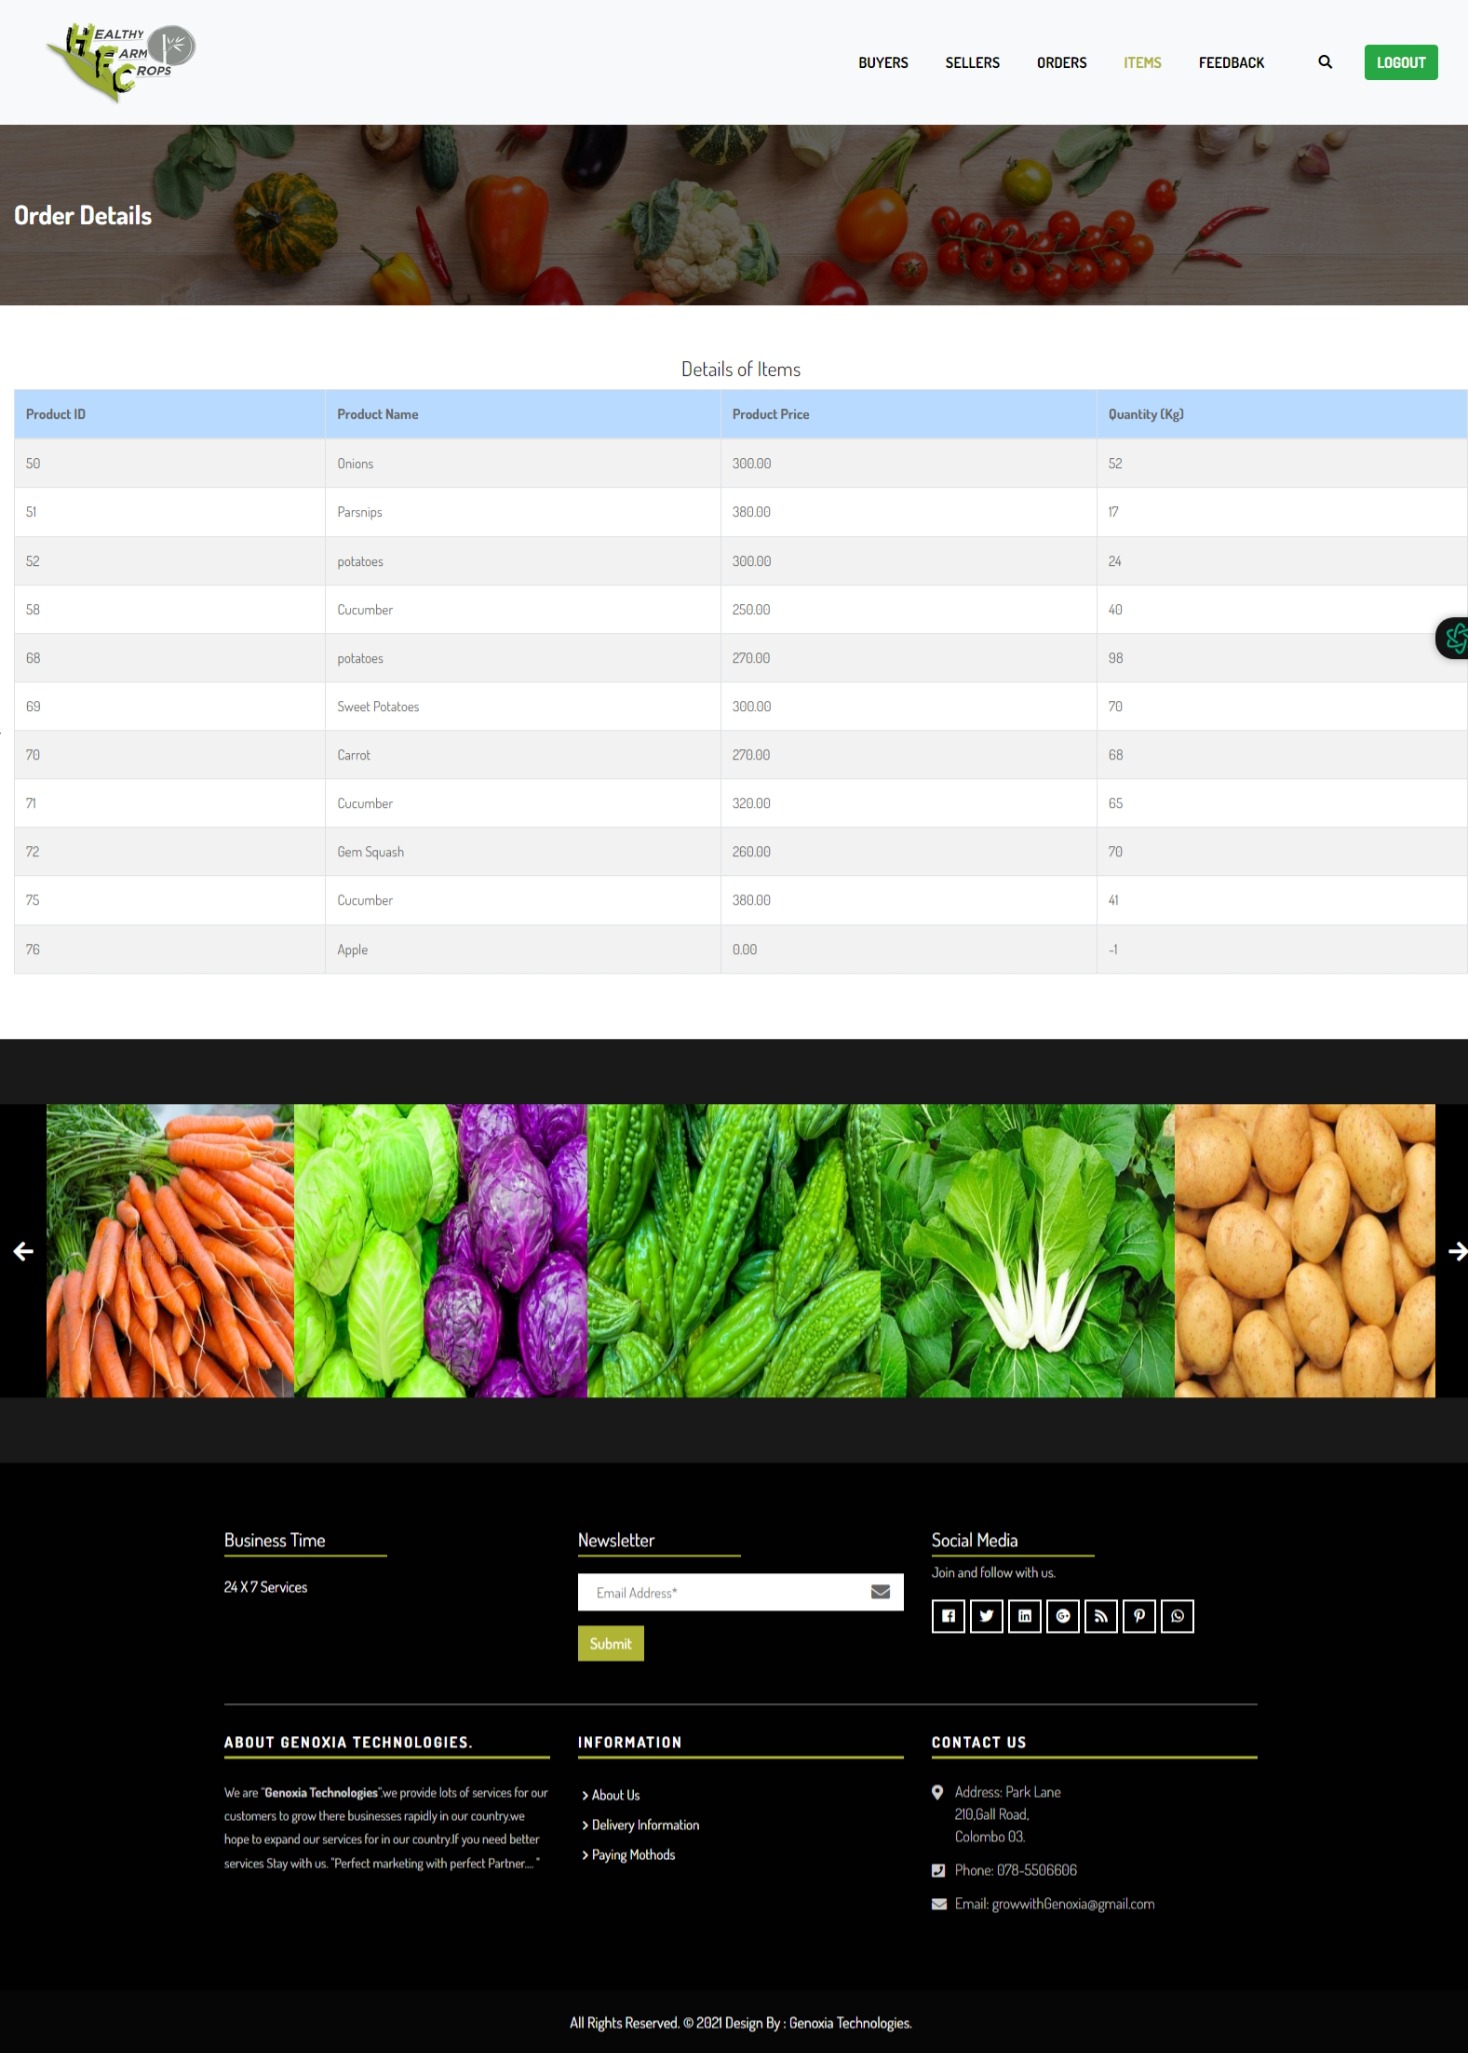 HEALTHY
FARM
CROPS
BUYERS
SELLERS
ORDERS
ITEMS
FEEDBACK
LOGOUT
Order Details
Details of Items
Product ID Product Name Product Price Quantity (Kg)
50 Onions 300.00 52
51 Parsnips 380.00 17
52 potatoes 300.00 24
58 Cucumber 250.00 40
68 potatoes 270.00 98
69 Sweet Potatoes 300.00 70
70 Carrot 270.00 68
71 Cucumber 320.00 65
72 Gem Squash 260.00 70
75 Cucumber 380.00 41
76 Apple 0.00 -1
Business Time
24 X 7 Services
Newsletter
Email Address*
Submit
Social Media
Join and follow with us.
ABOUT GENOXIA TECHNOLOGIES.
We are "Genoxia Technologies".we provide lots of services for our
customers to grow there businesses rapidly in our country.we
hope to expand our services for in our country.If you need better
services Stay with us. "Perfect marketing with perfect Partner.... "
INFORMATION
About Us
Delivery Information
Paying Mothods
CONTACT US
Address: Park Lane
210,Gall Road,
Colombo 03.
Phone: 078-5506606
Email: growwithGenoxia@gmail.com
All Rights Reserved. © 2021 Design By : Genoxia Technologies.